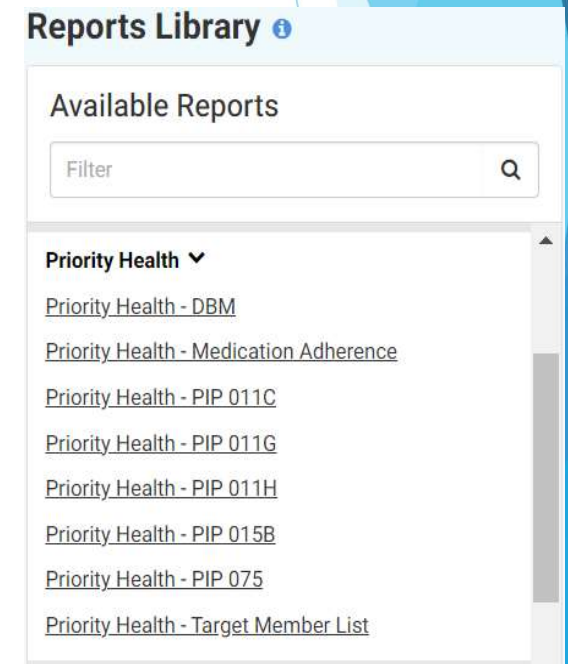 Reports Library
Available Reports
Filter
Priority Health
Priority Health - DBM
Priority Health - Medication Adherence
Priority Health - PIP 011C
Priority Health - PIP 011G
Priority Health - PIP 011H
Priority Health - PIP 015B
Priority Health - PIP 075
Priority Health - Target Member List